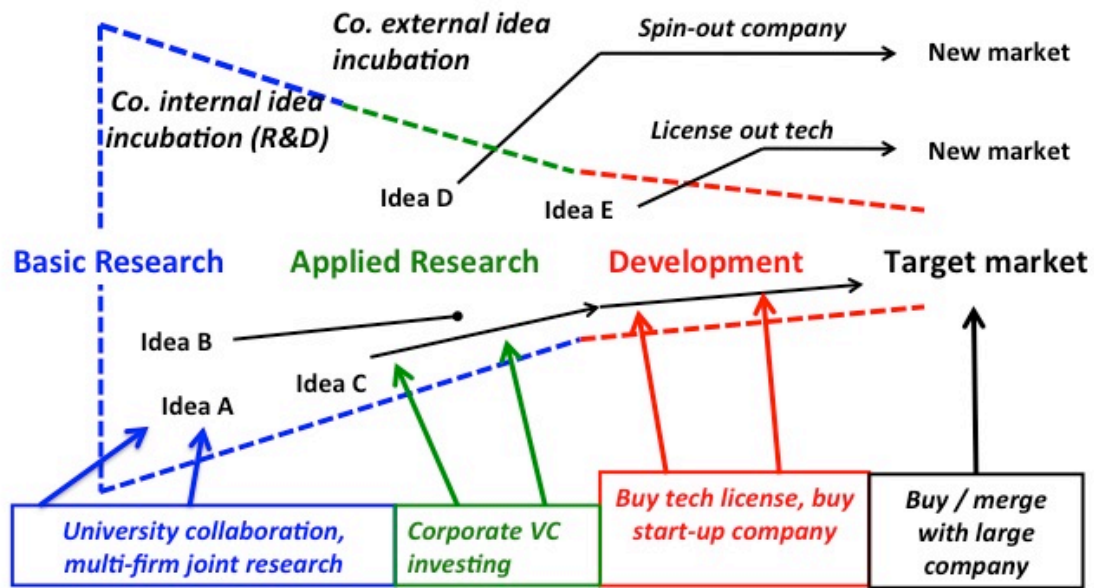 Co. external idea
incubation
Spin-out company
New market
Co. internal idea
incubation (R&D)
License out tech
New market
Idea D
Idea E
Basic Research
Applied Research
Development
Target market
Idea B
Idea C
Idea A
University collaboration,
multi-firm joint research
Corporate VC
investing
Buy tech license, buy
start-up company
Buy / merge
with large
company